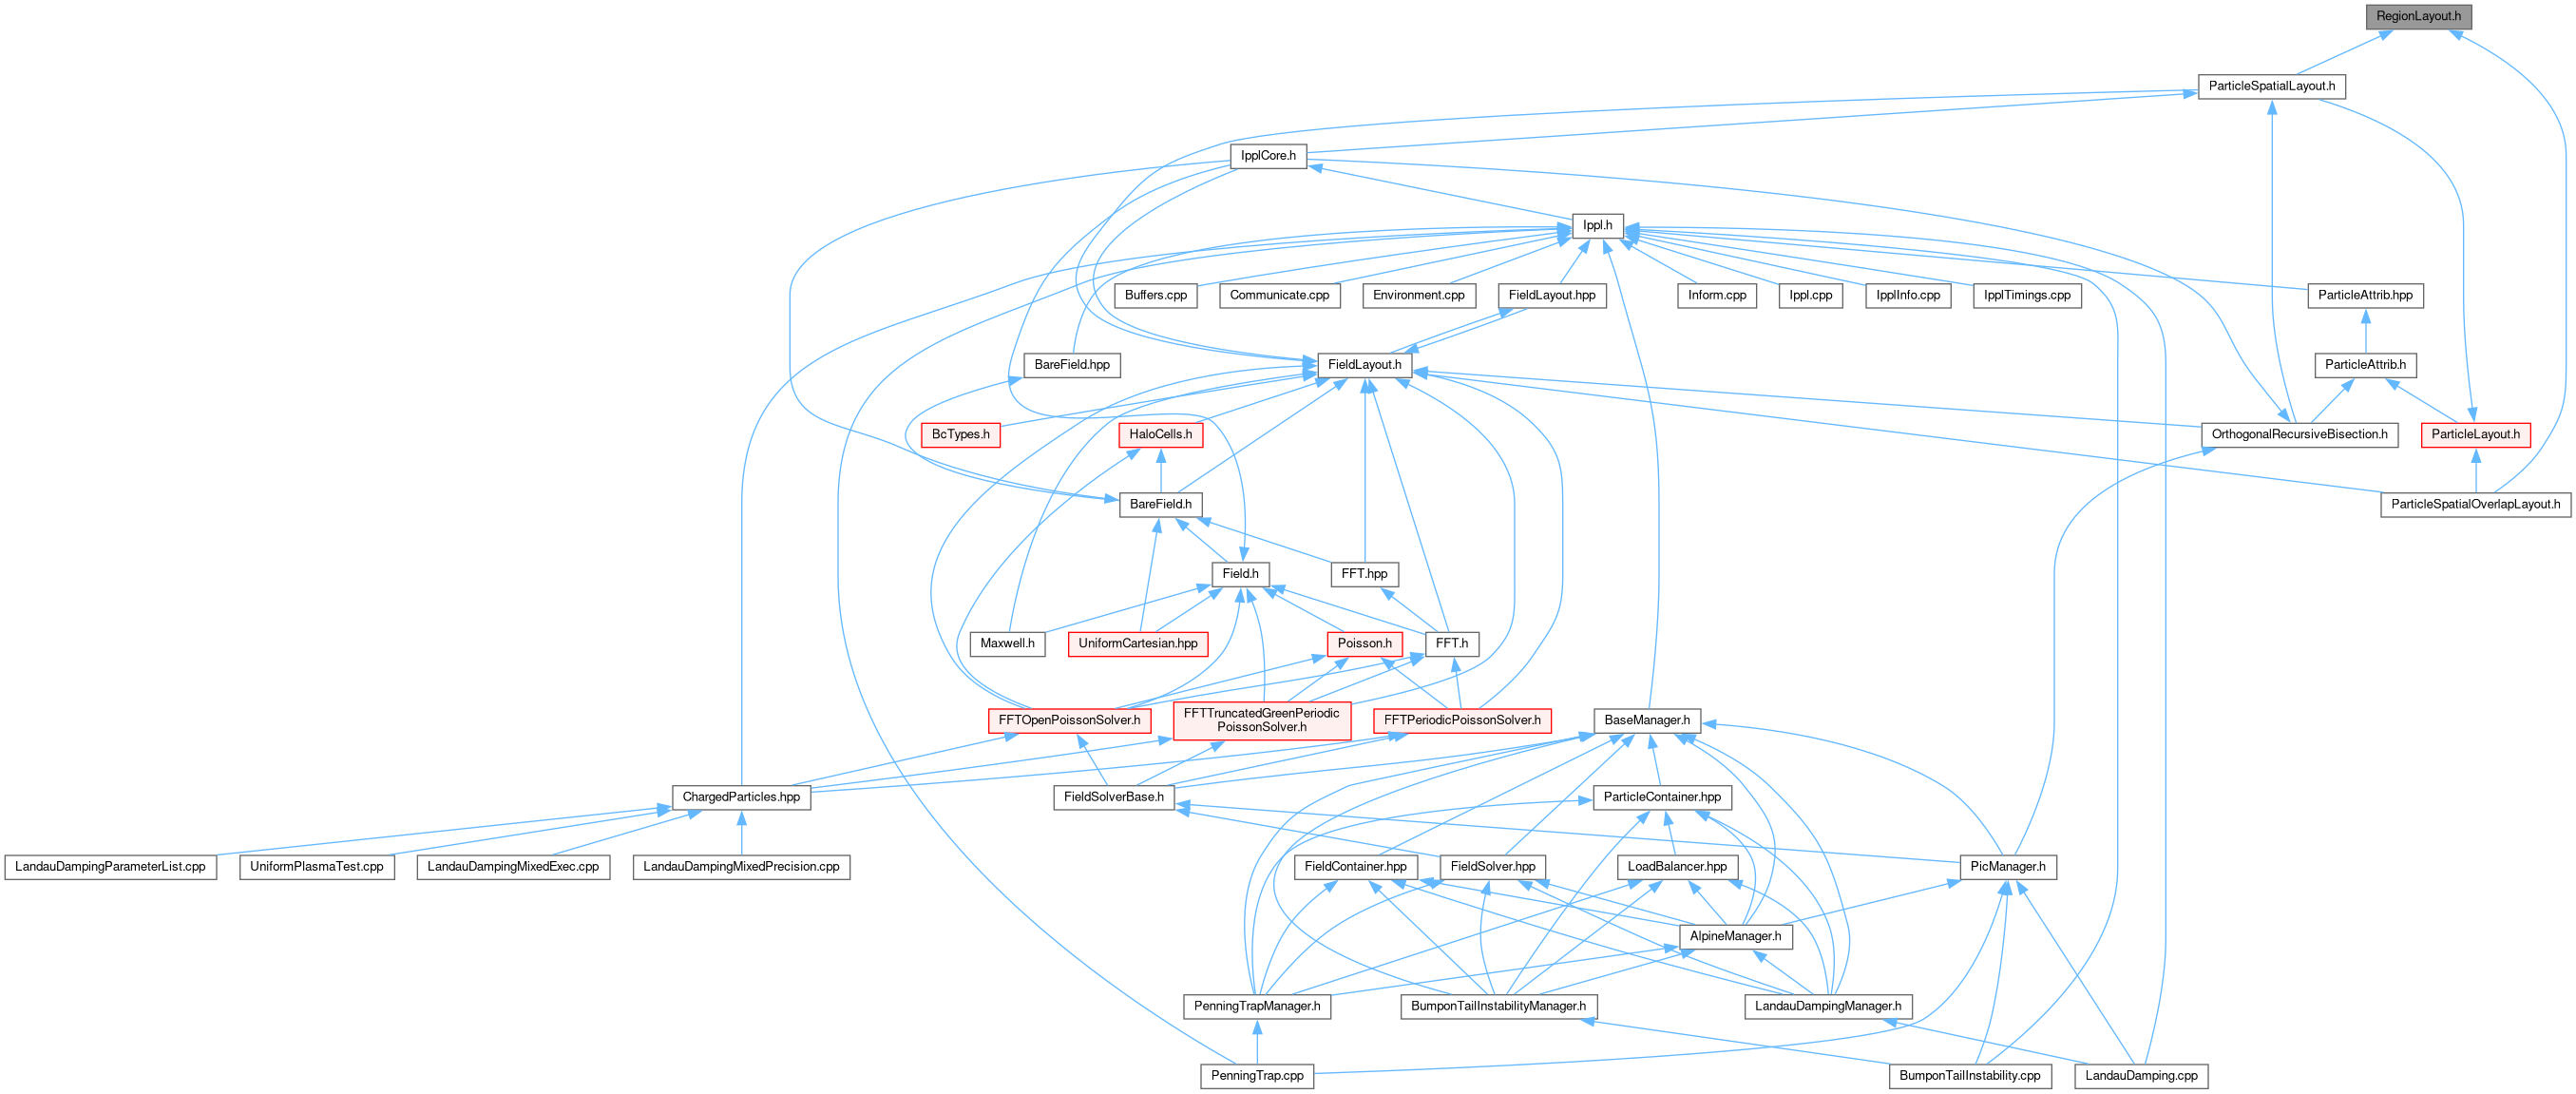 RegionLayout.h
ParticleSpatialLayout.h
IpplCore.h
Ippl.h
Buffers.cpp
Communicate.cpp
Environment.cpp
FieldLayout.hpp
Inform.cpp
Ippl.cpp
IpplInfo.cpp
IpplTimings.cpp
ParticleAttrib.hpp
BareField.hpp
FieldLayout.h
ParticleAttrib.h
BcTypes.h
HaloCells.h
OrthogonalRecursiveBisection.h
ParticleLayout.h
BareField.h
ParticleSpatialOverlapLayout.h
Field.h
FFT.hpp
Maxwell.h
UniformCartesian.hpp
Poisson.h
FFT.h
FFTOpenPoissonSolver.h
FFTTruncatedGreenPeriodic
PoissonSolver.h
FFTPeriodicPoissonSolver.h
BaseManager.h
ChargedParticles.hpp
FieldSolverBase.h
ParticleContainer.hpp
LandauDampingParameterList.cpp
UniformPlasmaTest.cpp
LandauDampingMixedExec.cpp
LandauDampingMixedPrecision.cpp
FieldContainer.hpp
FieldSolver.hpp
LoadBalancer.hpp
PicManager.h
AlpineManager.h
PenningTrapManager.h
BumponTailInstabilityManager.h
LandauDampingManager.h
PenningTrap.cpp
BumponTailInstability.cpp
LandauDamping.cpp